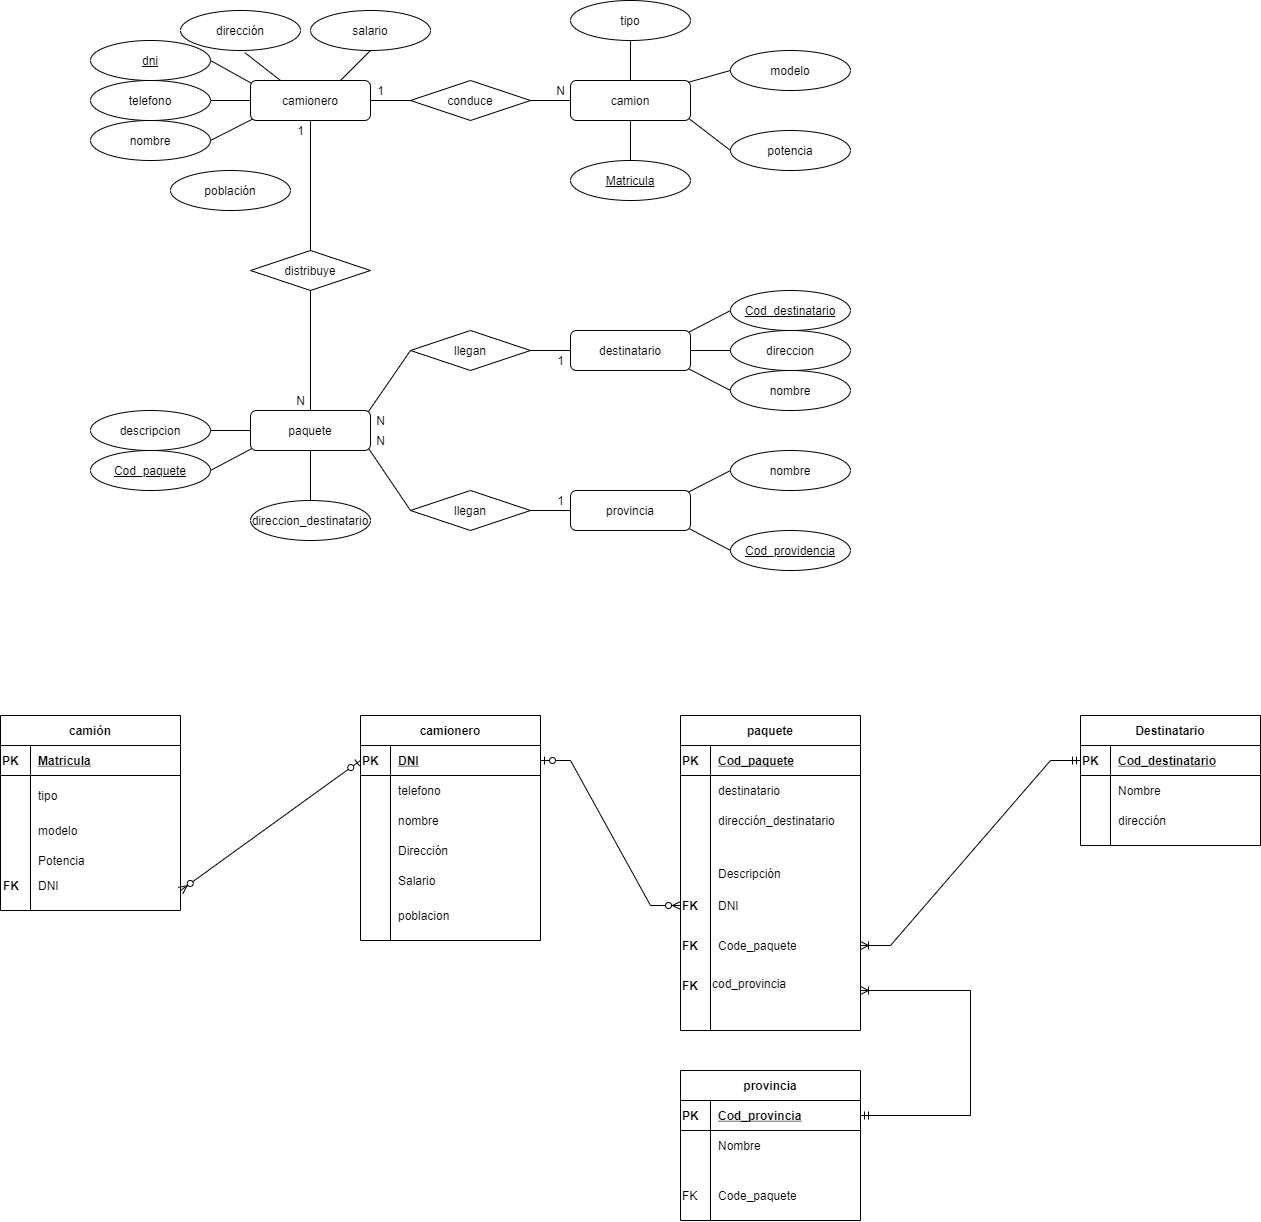 tipo
dirección
salario
dni
modelo
telefono
camionero
1
conduce
N
camion
nombre
1
potencia
población
Matricula
distribuye
Cod_destinatario
llegan
1
destinatario
direccion
nombre
N
N
descripcion
paquete
N
Cod_paquete
nombre
direccion_destinatario
llegan
1
provincia
Cod_providencia
camión
PK Matricula
tipo
modelo
Potencia
FK DNI
camionero
PK DNI
telefono
nombre
Dirección
Salario
poblacion
paquete
PK Cod_paquete
destinatario
dirección_destinatario
Descripción
FK DNI
FK Code_paquete
FK cod_provincia
Destinatario
PK Cod_destinatario
Nombre
dirección
provincia
PK Cod_provincia
Nombre
FK Code_paquete